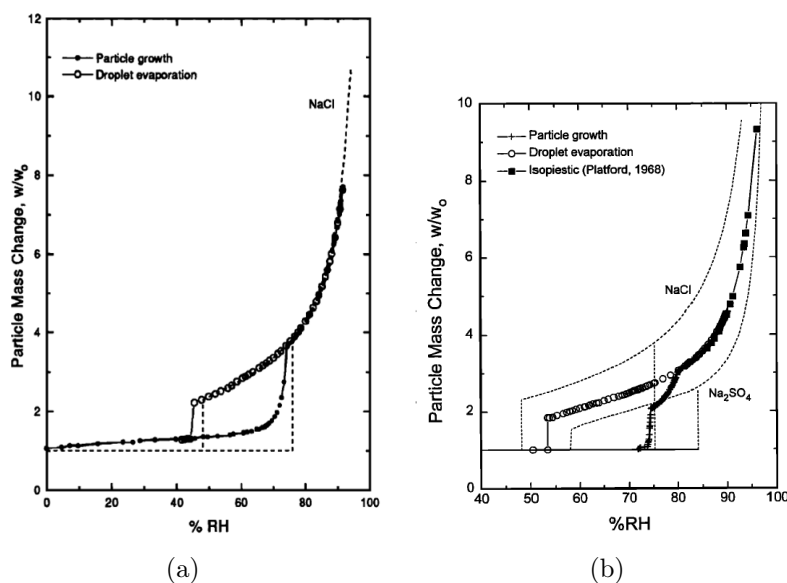 12
10
8
6
4
2
0
Particle Mass Change, w/w₀
Particle growth
Droplet evaporation
NaCl
0 20 40 60 80 100
% RH
(a)
10
8
6
4
2
0
Particle Mass Change, w/w₀
Particle growth
Droplet evaporation
Isopiestic (Platford, 1968)
NaCl
Na₂SO₄
40 50 60 70 80 90 100
%RH
(b)